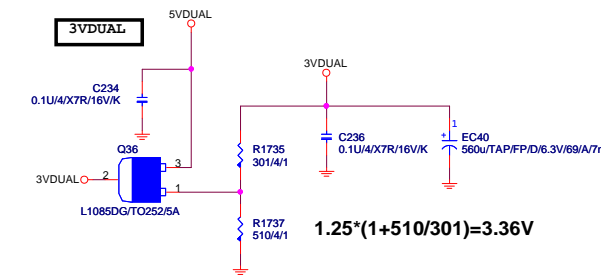 3VDUAL
5VDUAL
C234
0.1U/4/X7R/16V/K
Q36
3VDUAL
2
3
1
L1085DG/TO252/5A
3VDUAL
R1735
301/4/1
R1737
510/4/1
C236
0.1U/4/X7R/16V/K
1
+
EC40
560u/TAP/FP/D/6.3V/69/A/7m
1.25*(1+510/301)=3.36V